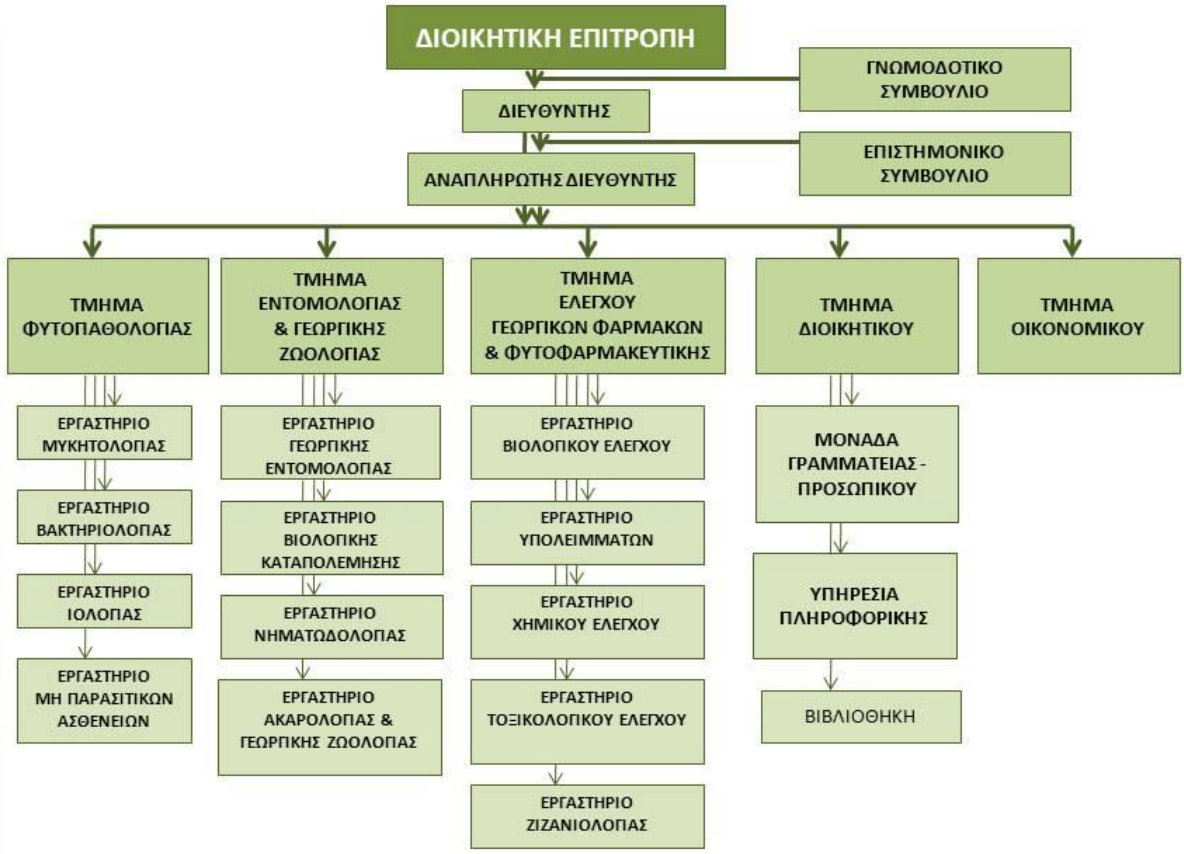 ΔΙΟΙΚΗΤΙΚΗ ΕΠΙΤΡΟΠΗ
ΓΝΩΜΟΔΟΤΙΚΟ
ΣΥΜΒΟΥΛΙΟ
ΔΙΕΥΘΥΝΤΗΣ
ΕΠΙΣΤΗΜΟΝΙΚΟ
ΣΥΜΒΟΥΛΙΟ
ΑΝΑΠΛΗΡΩΤΗΣ ΔΙΕΥΘΥΝΤΗΣ
ΤΜΗΜΑ
ΦΥΤΟΠΑΘΟΛΟΓΙΑΣ
ΤΜΗΜΑ
ΕΝΤΟΜΟΛΟΓΙΑΣ
& ΓΕΩΡΓΙΚΗΣ
ΖΩΟΛΟΓΙΑΣ
ΤΜΗΜΑ
ΕΛΕΓΧΟΥ
ΓΕΩΡΓΙΚΩΝ ΦΑΡΜΑΚΩΝ
& ΦΥΤΟΦΑΡΜΑΚΕΥΤΙΚΗΣ
ΤΜΗΜΑ
ΔΙΟΙΚΗΤΙΚΟΥ
ΤΜΗΜΑ
ΟΙΚΟΝΟΜΙΚΟΥ
ΕΡΓΑΣΤΗΡΙΟ
ΜΥΚΗΤΟΛΟΓΙΑΣ
ΕΡΓΑΣΤΗΡΙΟ
ΒΑΚΤΗΡΙΟΛΟΓΙΑΣ
ΕΡΓΑΣΤΗΡΙΟ
ΙΟΛΟΓΙΑΣ
ΕΡΓΑΣΤΗΡΙΟ
ΜΗ ΠΑΡΑΣΙΤΙΚΩΝ
ΑΣΘΕΝΕΙΩΝ
ΕΡΓΑΣΤΗΡΙΟ
ΓΕΩΡΓΙΚΗΣ
ΕΝΤΟΜΟΛΟΓΙΑΣ
ΕΡΓΑΣΤΗΡΙΟ
ΒΙΟΛΟΓΙΚΗΣ
ΚΑΤΑΠΟΛΕΜΗΣΗΣ
ΕΡΓΑΣΤΗΡΙΟ
ΝΗΜΑΤΩΔΟΛΟΓΙΑΣ
ΕΡΓΑΣΤΗΡΙΟ
ΑΚΑΡΟΛΟΓΙΑΣ &
ΓΕΩΡΓΙΚΗΣ ΖΩΟΛΟΓΙΑΣ
ΕΡΓΑΣΤΗΡΙΟ
ΒΙΟΛΟΓΙΚΟΥ ΕΛΕΓΧΟΥ
ΕΡΓΑΣΤΗΡΙΟ
ΥΠΟΛΕΙΜΜΑΤΩΝ
ΕΡΓΑΣΤΗΡΙΟ
ΧΗΜΙΚΟΥ ΕΛΕΓΧΟΥ
ΕΡΓΑΣΤΗΡΙΟ
ΤΟΞΙΚΟΛΟΓΙΚΟΥ ΕΛΕΓΧΟΥ
ΕΡΓΑΣΤΗΡΙΟ
ΖΙΖΑΝΙΟΛΟΓΙΑΣ
ΜΟΝΑΔΑ
ΓΡΑΜΜΑΤΕΙΑΣ -
ΠΡΟΣΩΠΙΚΟΥ
ΥΠΗΡΕΣΙΑ
ΠΛΗΡΟΦΟΡΙΚΗΣ
ΒΙΒΛΙΟΘΗΚΗ